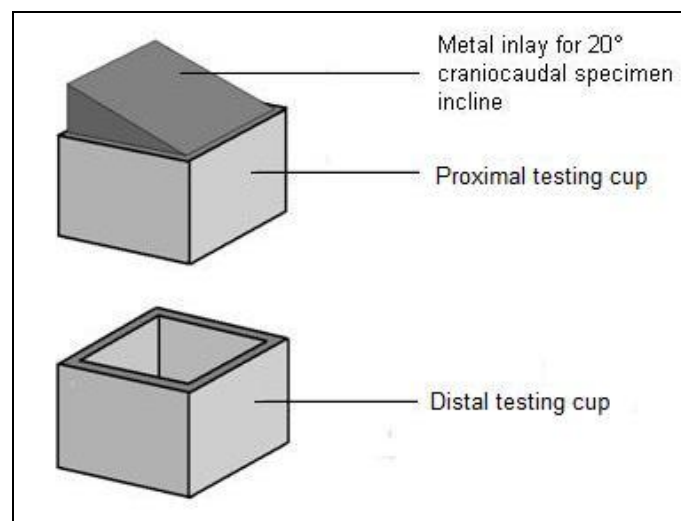 Metal inlay for 20°
craniocaudal specimen
incline
Proximal testing cup
Distal testing cup